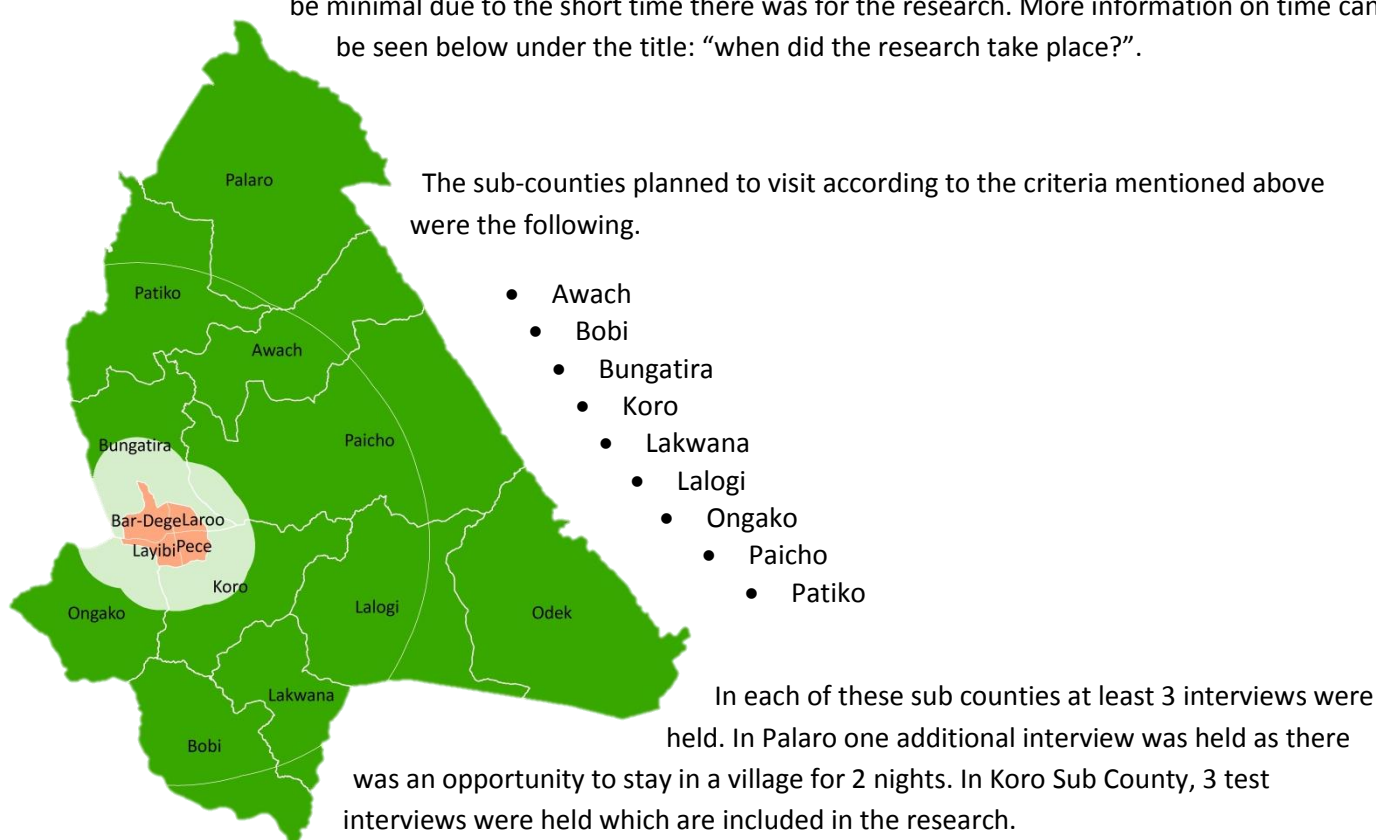 be minimal due to the short time there was for the research. More information on time can
be seen below under the title: “when did the research take place?”.
Palaro
The sub-counties planned to visit according to the criteria mentioned above
were the following.
Patiko
Awach
Paicho
Bungatira
Bar-Dege Laroo
Layibi Pece
Koro
Ongako
Lalogi
Odek
Lakwana
Bobi
• Awach
• Bobi
• Bungatira
• Koro
• Lakwana
• Lalogi
• Ongako
• Paicho
• Patiko
In each of these sub counties at least 3 interviews were
held. In Palaro one additional interview was held as there
was an opportunity to stay in a village for 2 nights. In Koro Sub County, 3 test
interviews were held which are included in the research.